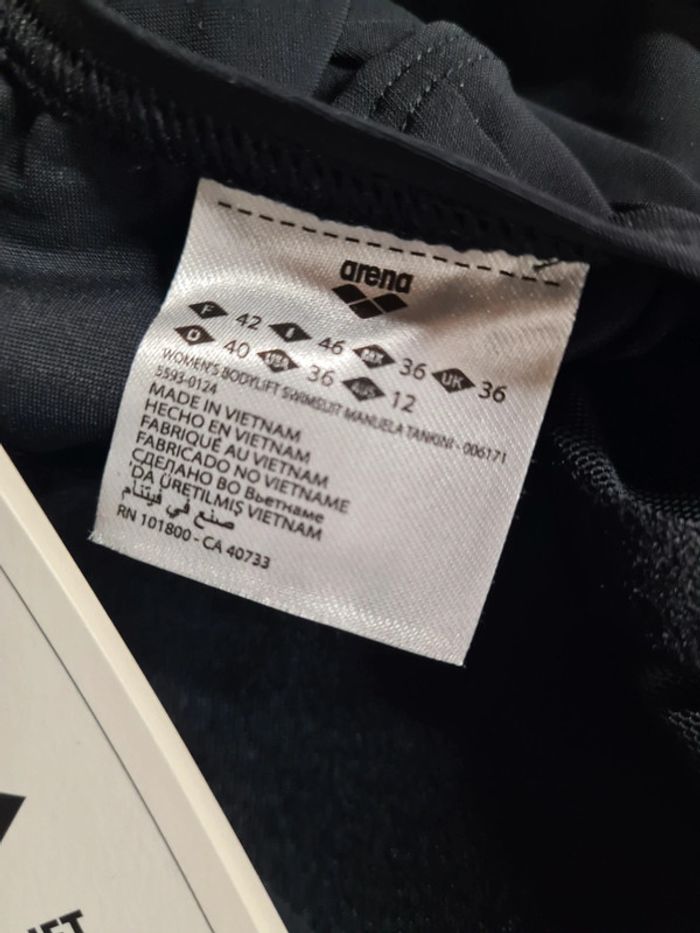 arena
F 42 I 46 MEX 36 UK 36
D 40 USA 36 AUS 12
WOMEN'S BODYLIFT SWIMSUIT MANUELA TANKINI - 006171
5593-0124
MADE IN VIETNAM
HECHO EN VIETNAM
FABRIQUÉ AU VIETNAM
FABRICADO NO VIETNAME
СДЕЛАНО ВО Вьетнаме
'DA ÜRETILMIŞ VIETNAM
صنع في فيتنام
RN 101800 - CA 40733